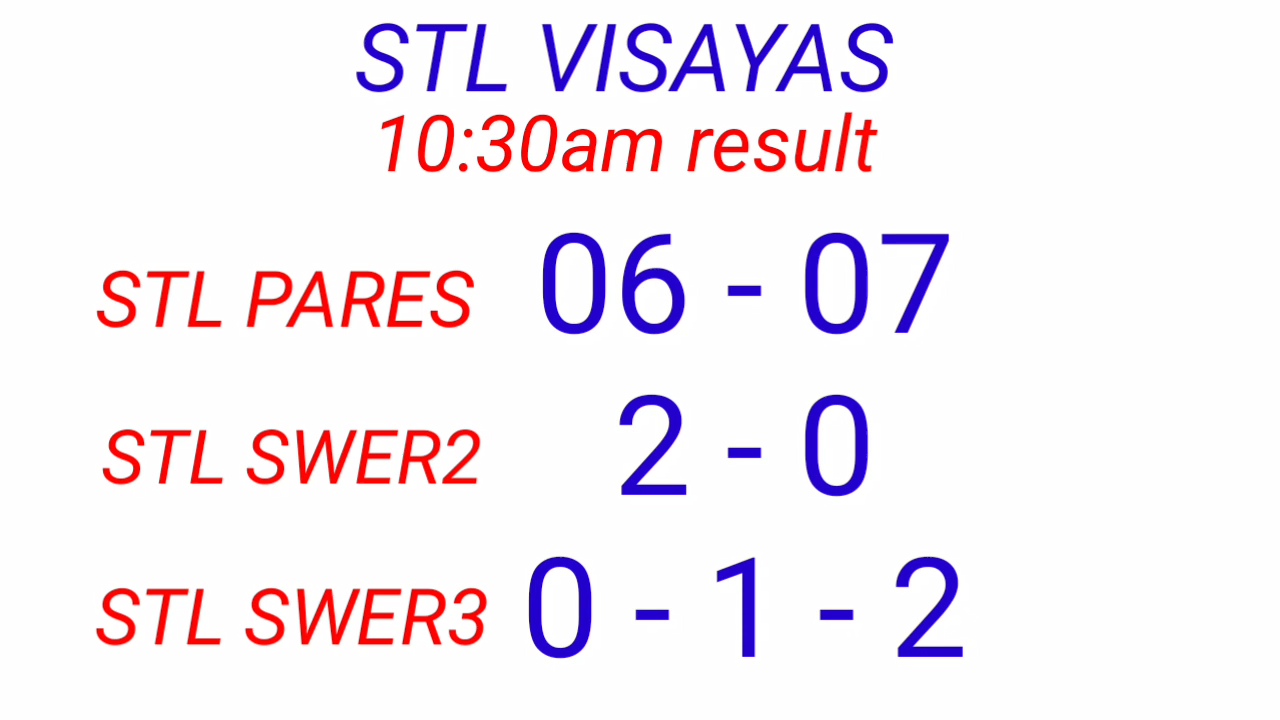 STL VISAYAS
10:30am result
STL PARES 06 - 07
STL SWER2 2 - 0
STL SWER3 0 - 1 - 2